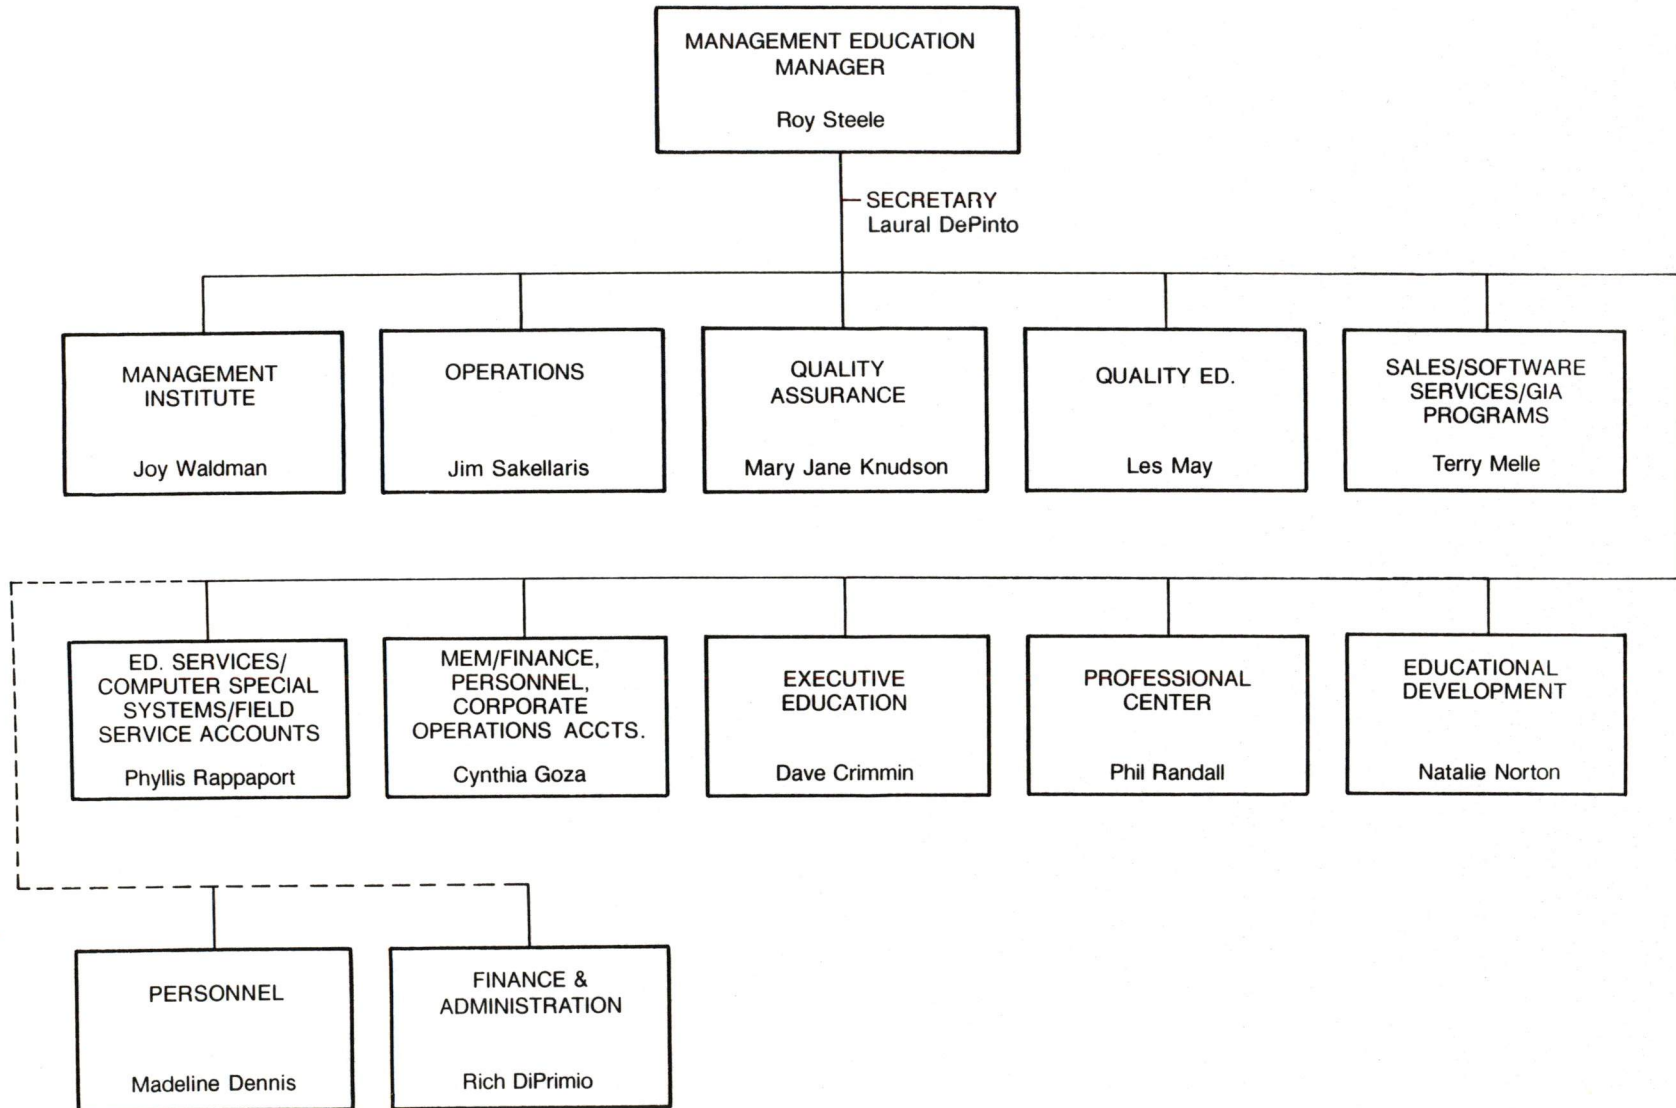 MANAGEMENT EDUCATION
MANAGER
Roy Steele
SECRETARY
Laural DePinto
MANAGEMENT
INSTITUTE
Joy Waldman
OPERATIONS
Jim Sakellaris
QUALITY
ASSURANCE
Mary Jane Knudson
QUALITY ED.
Les May
SALES/SOFTWARE
SERVICES/GIA
PROGRAMS
Terry Melle
ED. SERVICES/
COMPUTER SPECIAL
SYSTEMS/FIELD
SERVICE ACCOUNTS
Phyllis Rappaport
MEM/FINANCE,
PERSONNEL,
CORPORATE
OPERATIONS ACCTS.
Cynthia Goza
EXECUTIVE
EDUCATION
Dave Crimmin
PROFESSIONAL
CENTER
Phil Randall
EDUCATIONAL
DEVELOPMENT
Natalie Norton
PERSONNEL
Madeline Dennis
FINANCE &
ADMINISTRATION
Rich DiPrimio